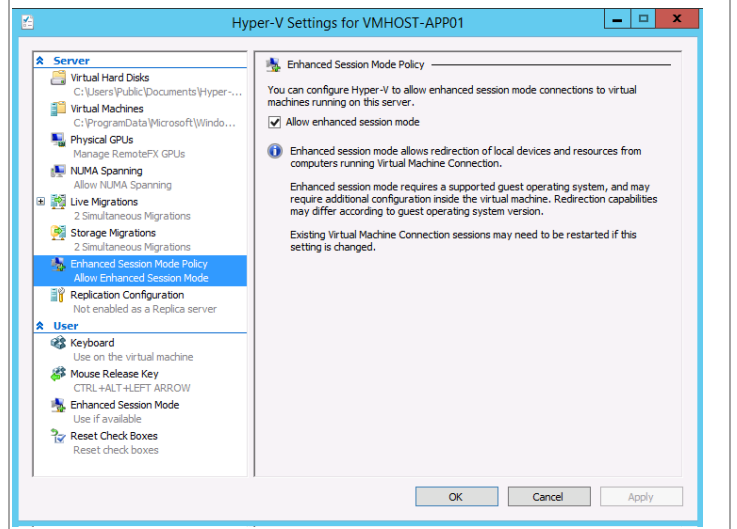 Hyper-V Settings for VMHOST-APP01
Server
Virtual Hard Disks
C:\Users\Public\Documents\Hyper-...
Virtual Machines
C:\ProgramData\Microsoft\Windo...
Physical GPUs
Manage RemoteFX GPUs
NUMA Spanning
Allow NUMA Spanning
Live Migrations
2 Simultaneous Migrations
Storage Migrations
2 Simultaneous Migrations
Enhanced Session Mode Policy
Allow Enhanced Session Mode
Replication Configuration
Not enabled as a Replica server
User
Keyboard
Use on the virtual machine
Mouse Release Key
CTRL+ALT+LEFT ARROW
Enhanced Session Mode
Use if available
Reset Check Boxes
Reset check boxes
Enhanced Session Mode Policy
You can configure Hyper-V to allow enhanced session mode connections to virtual
machines running on this server.
Allow enhanced session mode
Enhanced session mode allows redirection of local devices and resources from
computers running Virtual Machine Connection.
Enhanced session mode requires a supported guest operating system, and may
require additional configuration inside the virtual machine. Redirection capabilities
may differ according to guest operating system version.
Existing Virtual Machine Connection sessions may need to be restarted if this
setting is changed.
OK
Cancel
Apply